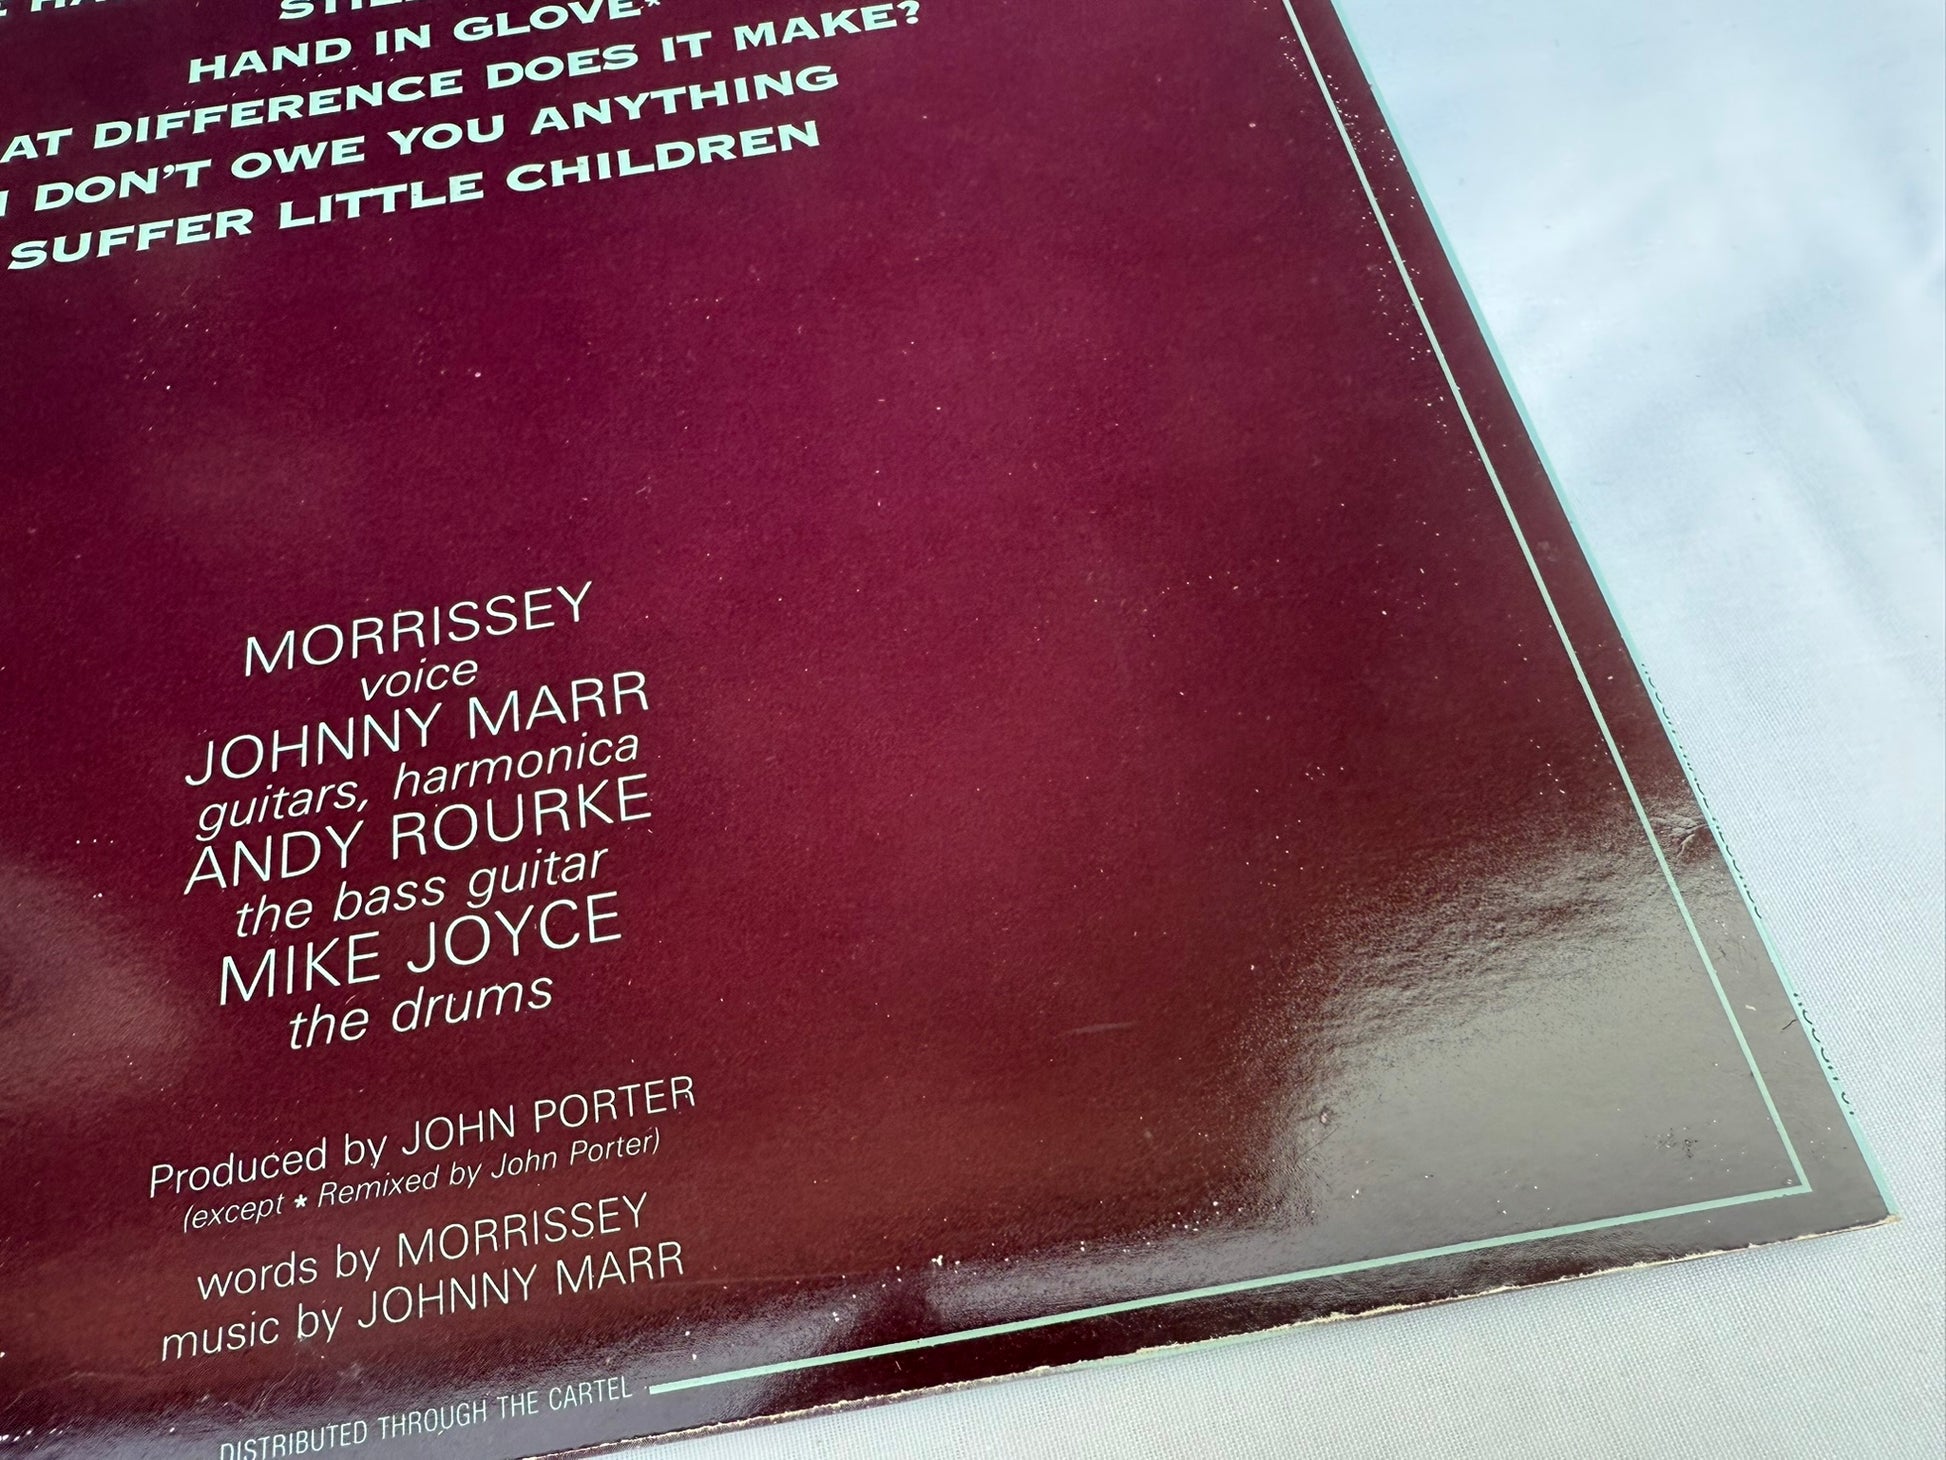 HAND IN GLOVE*
AT DIFFERENCE DOES IT MAKE?
I DON'T OWE YOU ANYTHING
SUFFER LITTLE CHILDREN
MORRISSEY
voice
JOHNNY MARR
guitars, harmonica
ANDY ROURKE
the bass guitar
MIKE JOYCE
the drums
Produced by JOHN PORTER
(except * Remixed by John Porter)
words by MORRISSEY
music by JOHNNY MARR
DISTRIBUTED THROUGH THE CARTEL